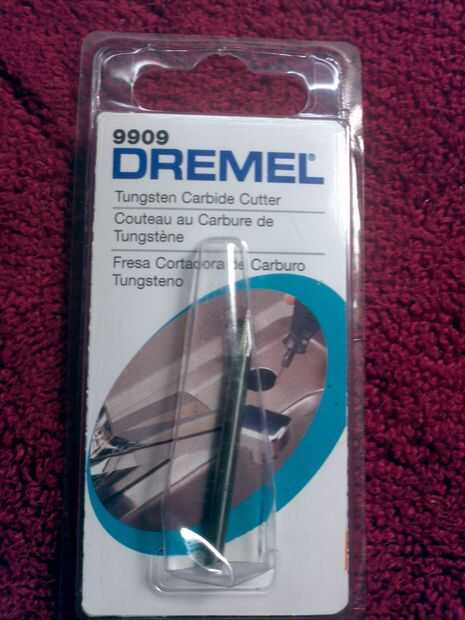 9909
DREMEL®
Tungsten Carbide Cutter
Couteau au Carbure de
Tungstène
Fresa Cortadora de Carburo
Tungsteno